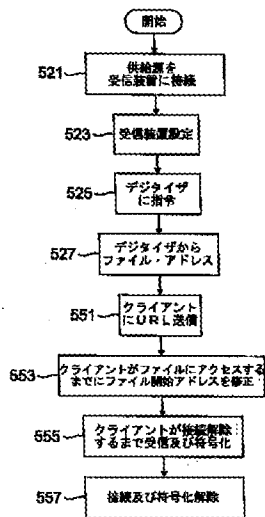 開始
521
供給源を
受信装置に接続
523
受信装置設定
525
デジタイザ
に指令
527
デジタイザから
ファイル・アドレス
551
クライアント
にURL送信
553
クライアントがファイルにアクセスする
までにファイル開始アドレスを修正
555
クライアントが接続解除
するまで受信及び符号化
557
接続及び符号化解除